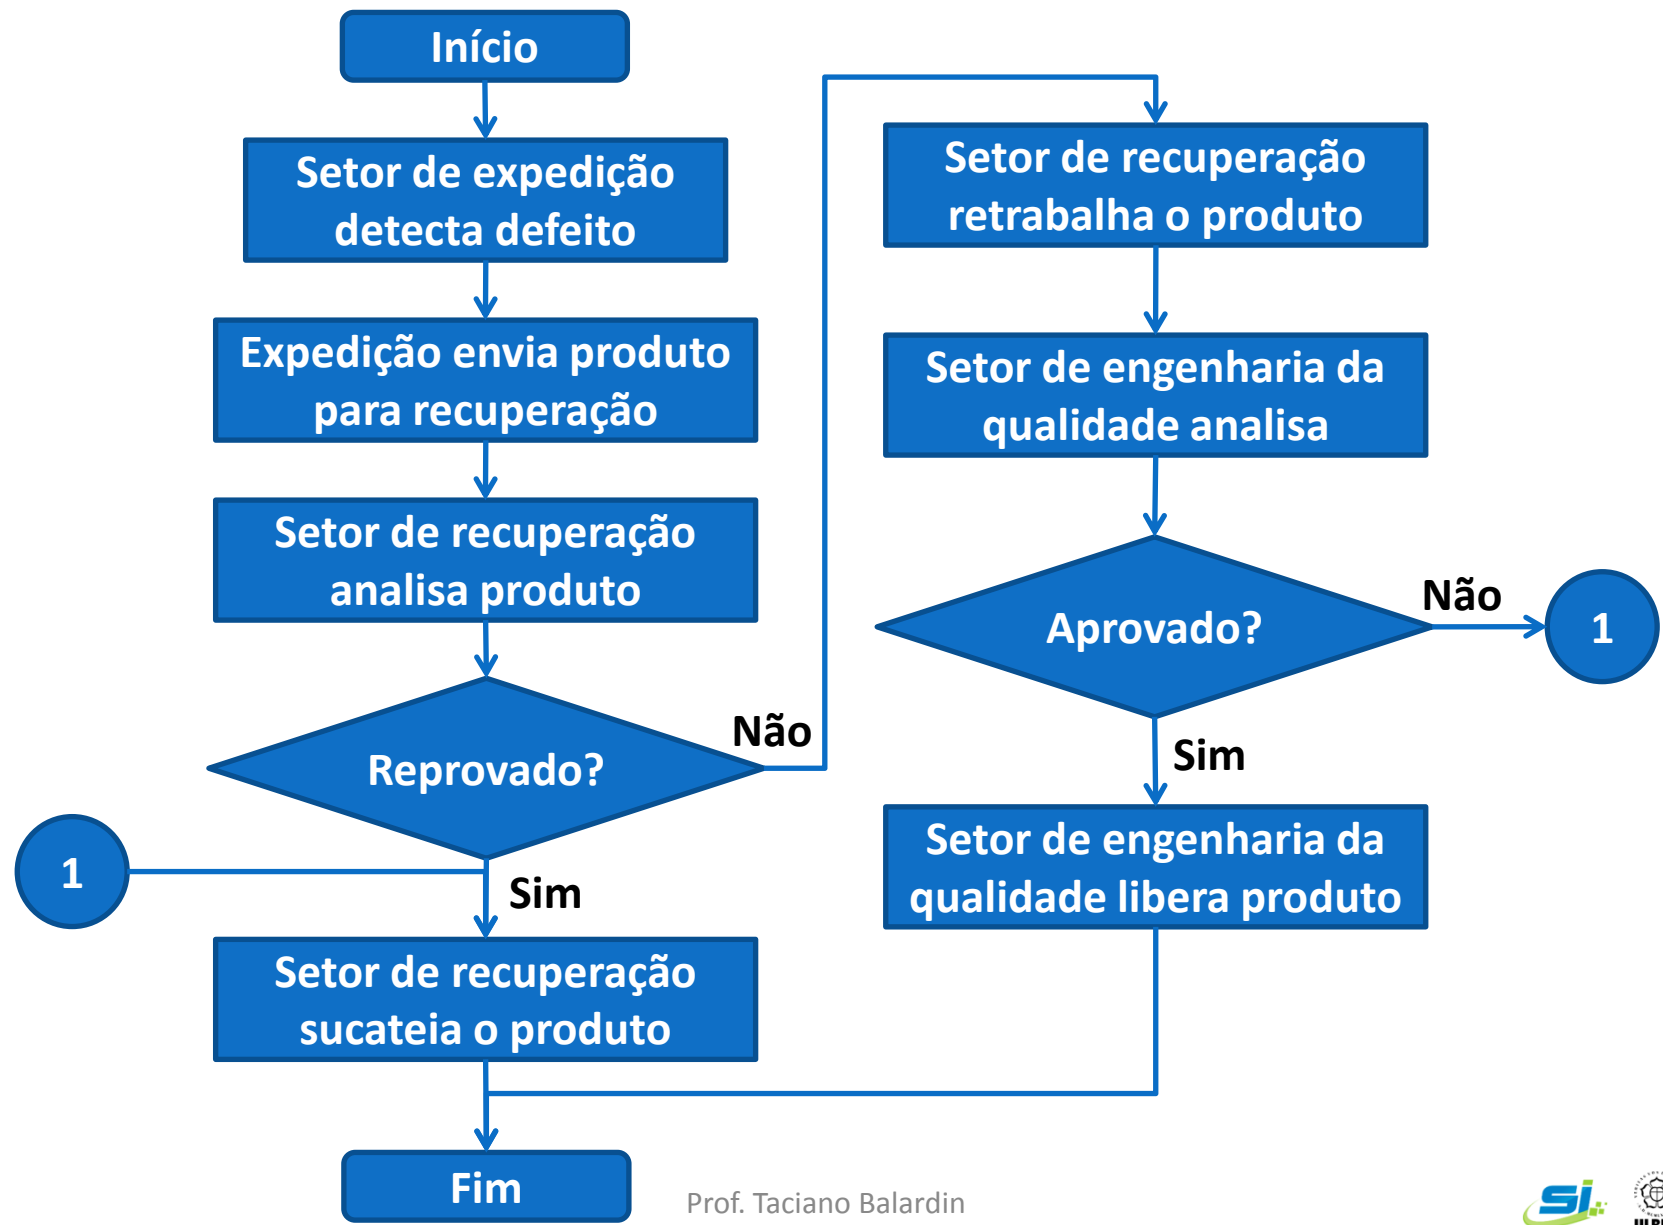 Início
Setor de expedição
detecta defeito
Expedição envia produto
para recuperação
Setor de recuperação
analisa produto
Reprovado?
Não
Sim
1
Setor de recuperação
sucateia o produto
Fim
Setor de recuperação
retrabalha o produto
Setor de engenharia da
qualidade analisa
Aprovado?
Não
1
Sim
Setor de engenharia da
qualidade libera produto
Prof. Taciano Balardin
Si